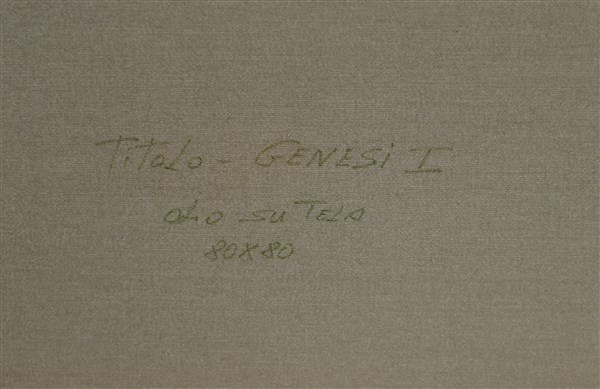 TiTOLO - GENESi I
OLIO SU TELA
80X80